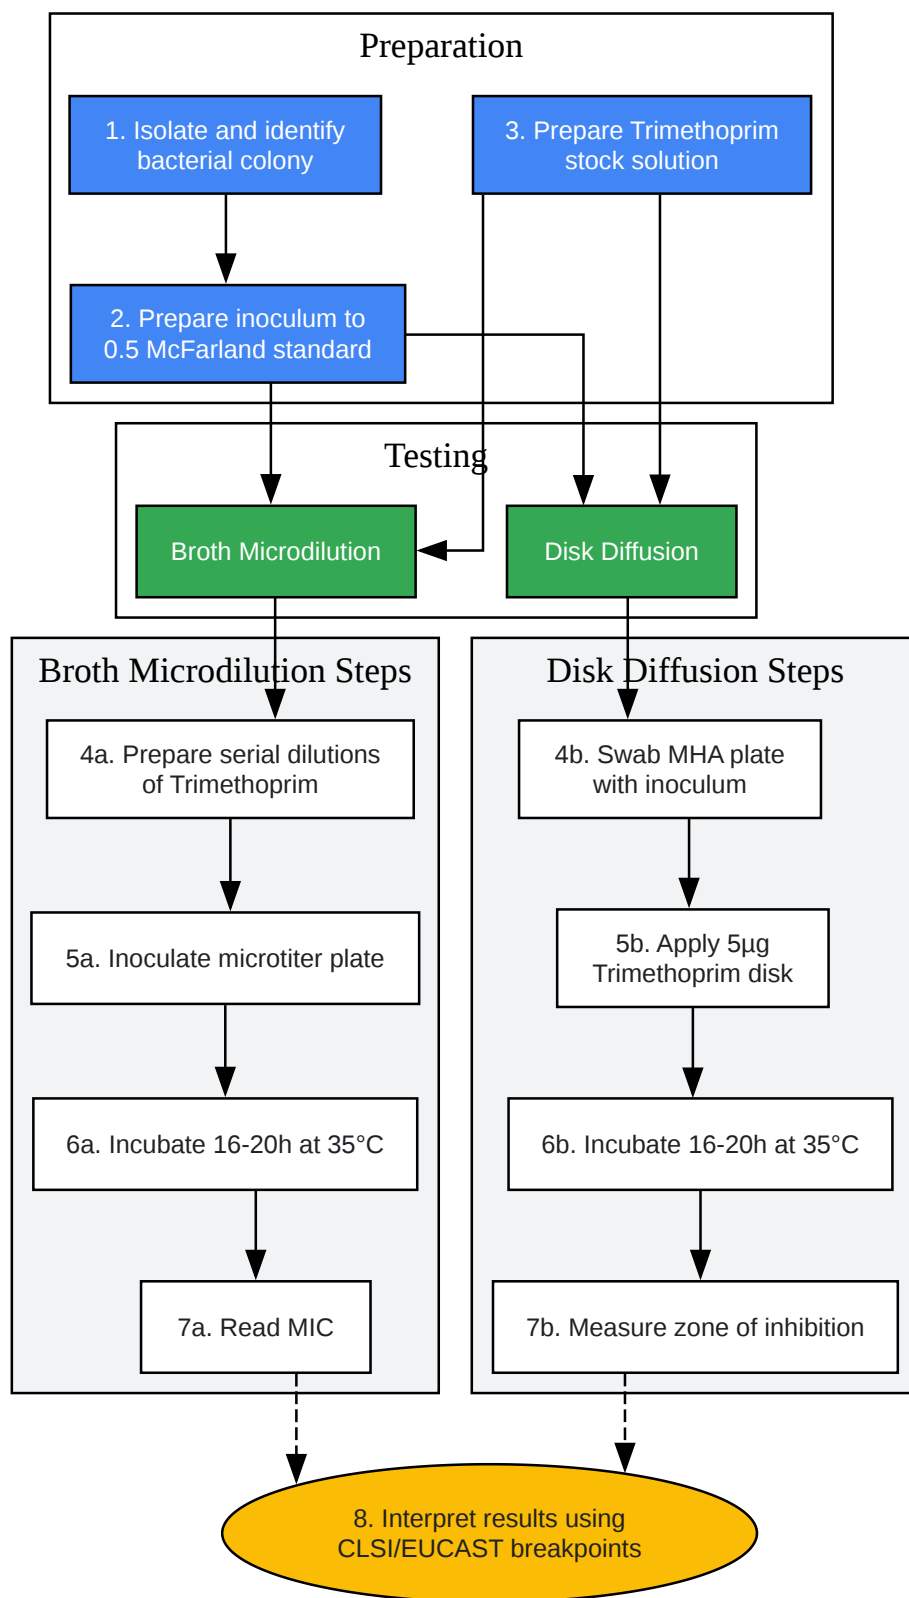 Preparation
1. Isolate and identify
bacterial colony
3. Prepare Trimethoprim
stock solution
2. Prepare inoculum to
0.5 McFarland standard
Testing
Broth Microdilution
Disk Diffusion
Broth Microdilution Steps
4a. Prepare serial dilutions
of Trimethoprim
5a. Inoculate microtiter plate
6a. Incubate 16-20h at 35°C
7a. Read MIC
Disk Diffusion Steps
4b. Swab MHA plate
with inoculum
5b. Apply 5µg
Trimethoprim disk
6b. Incubate 16-20h at 35°C
7b. Measure zone of inhibition
8. Interpret results using
CLSI/EUCAST breakpoints